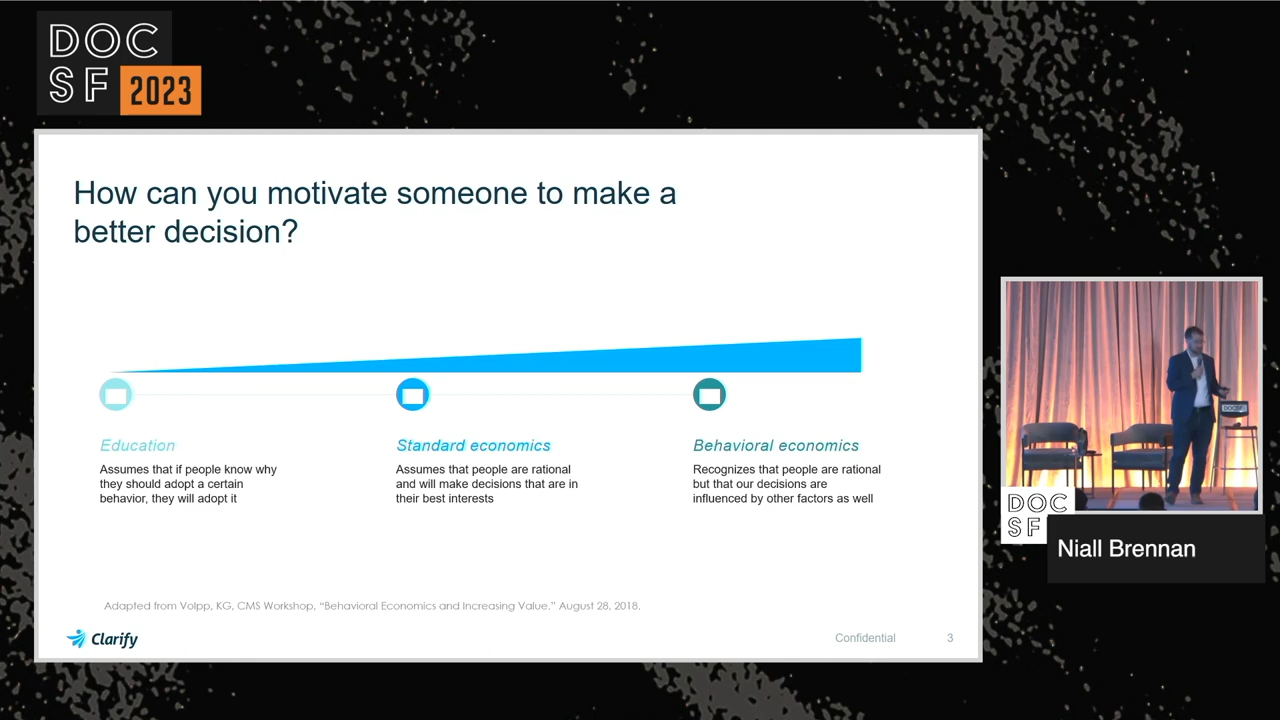 DOC
SF 2023
How can you motivate someone to make a
better decision?
Education
Assumes that if people know why
they should adopt a certain
behavior, they will adopt it
Standard economics
Assumes that people are rational
and will make decisions that are in
their best interests
Behavioral economics
Recognizes that people are rational
but that our decisions are
influenced by other factors as well
Adapted from Volpp, KG, CMS Workshop, “Behavioral Economics and Increasing Value.” August 28, 2018.
Clarify
Confidential
3
DOCSF
DOC
SF
Niall Brennan